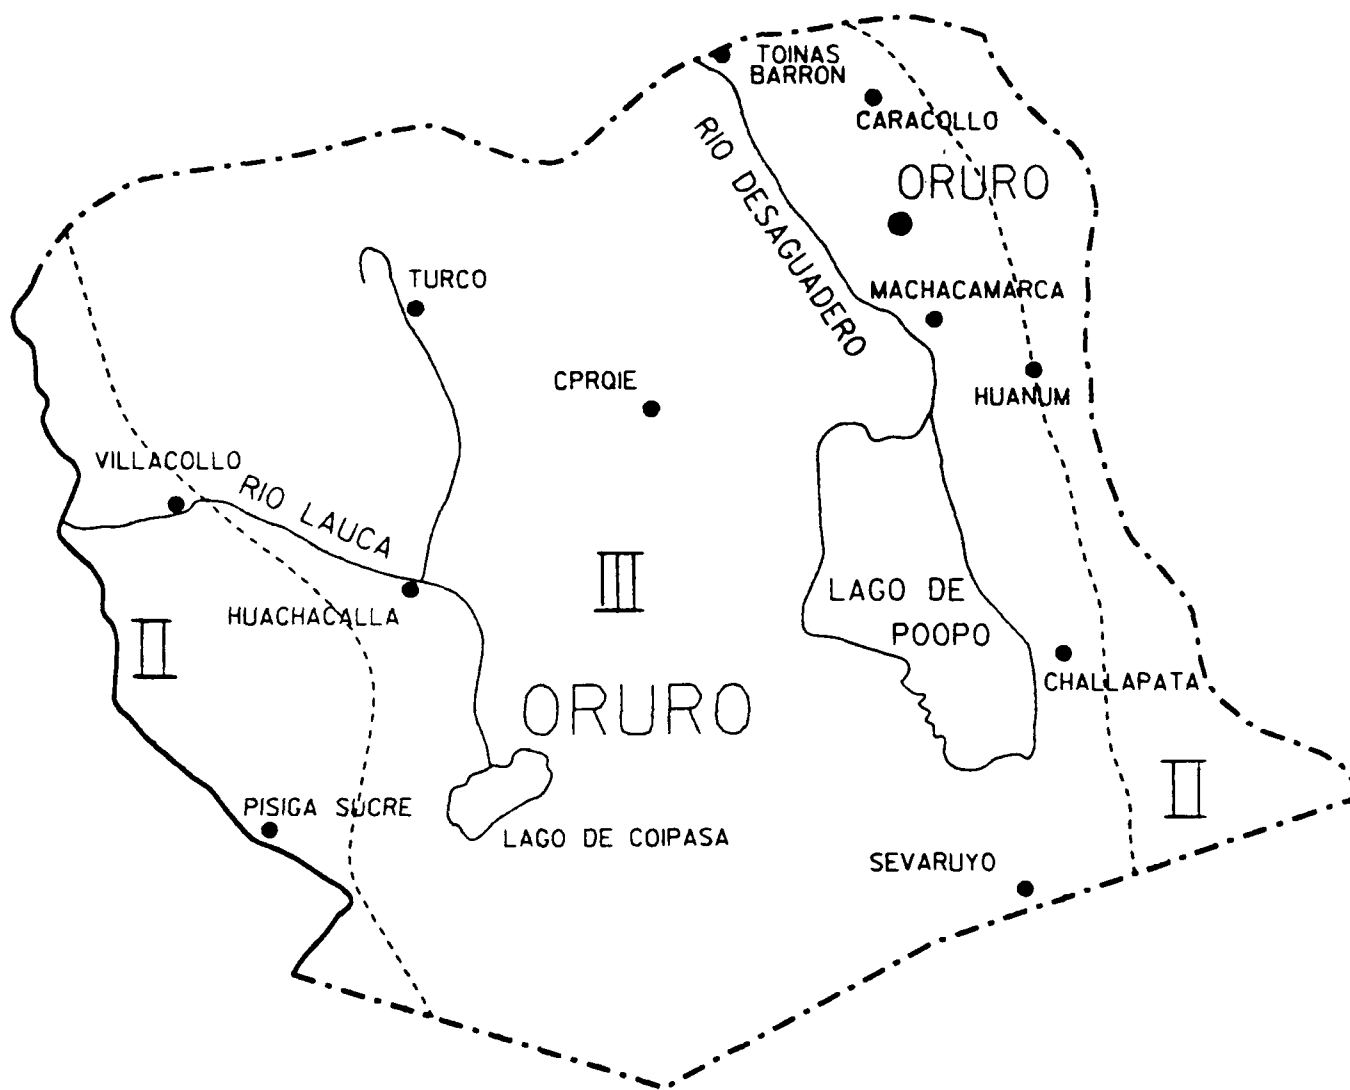 TOINAS
BARRON
CARACOLLO
ORURO
RIO DESAGUADERO
TURCO
MACHACAMARCA
CPRQIE
HUANUM
VILLACOLLO
RIO LAUCA
III
LAGO DE
POOPO
HUACHACALLA
II
ORURO
CHALLAPATA
II
PISIGA SUCRE
LAGO DE COIPASA
SEVARUYO